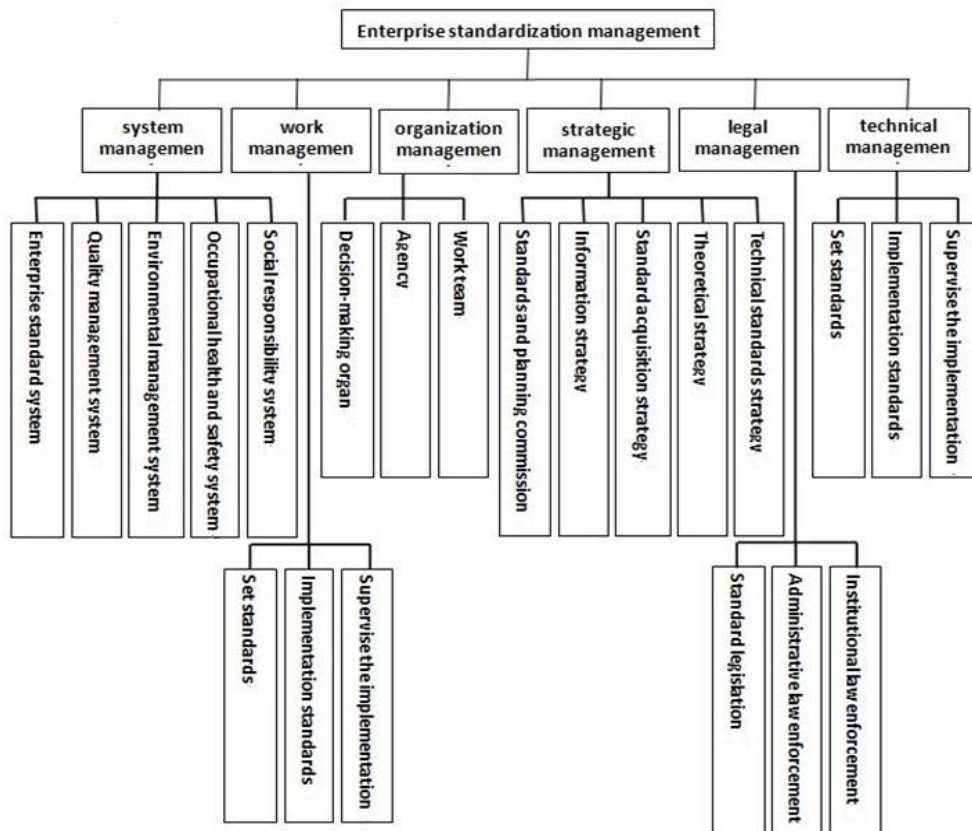 Enterprise standardization management
system
managemen
work
managemen
organization
managemen
strategic
management
legal
managemen
technical
managemen
Enterprise standard system
Quality management system
Environmental management system
Occupational health and safety system
Social responsibility system
Decision-making organ
Agency
Work team
Standards and planning commission
Information strategy
Standard acquisition strategy
Theoretical strategy
Technical standards strategy
Set standards
Implementation standards
Supervise the implementation
Set standards
Implementation standards
Supervise the implementation
Standard legislation
Administrative law enforcement
Institutional law enforcement